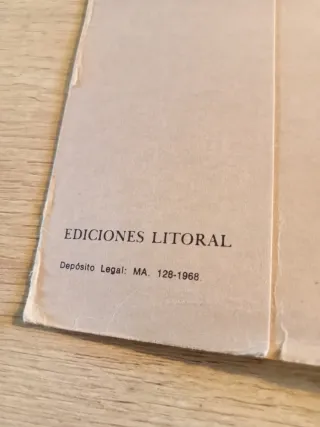 EDICIONES LITORAL
Depósito Legal: MA. 128-1968.